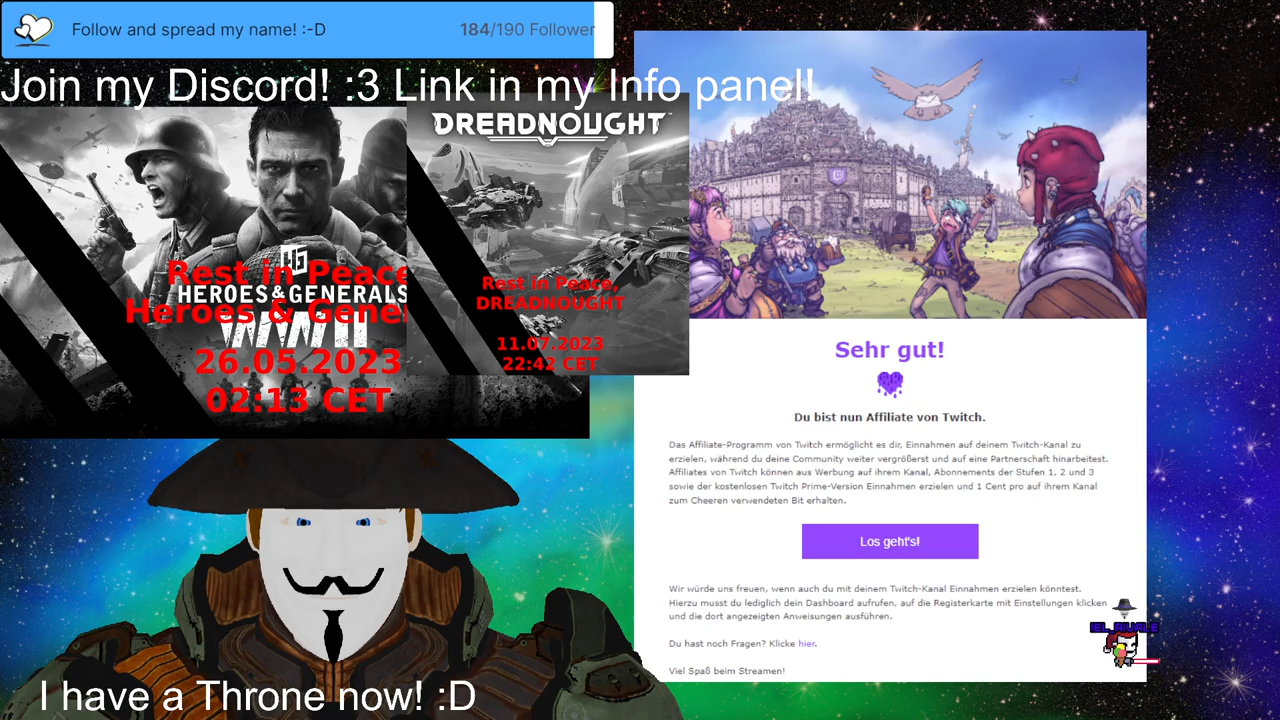 Follow and spread my name! :-D
184/190 Follower
Join my Discord! :3 Link in my Info panel!
DREADNOUGHT
Rest in Peace
HEROES&GENERALS
Heroes & Gene
WWII
26.05.2023
02:13 CET
Rest in Peace,
DREADNOUGHT
11.07.2023
22:42 CET
Sehr gut!
Du bist nun Affiliate von Twitch.
Das Affiliate-Programm von Twitch ermöglicht es dir, Einnahmen auf deinem Twitch-Kanal zu
erzielen, während du deine Community weiter vergrößerst und auf eine Partnerschaft hinarbeitest.
Affiliates von Twitch können aus Werbung auf ihrem Kanal, Abonnements der Stufen 1, 2 und 3
sowie der kostenlosen Twitch Prime-Version Einnahmen erzielen und 1 Cent pro auf ihrem Kanal
zum Cheeren verwendeten Bit erhalten.
Los geht's!
Wir würde uns freuen, wenn auch du mit deinem Twitch-Kanal Einnahmen erzielen könntest.
Hierzu musst du lediglich dein Dashboard aufrufen, auf die Registerkarte mit Einstellungen klicken
und die dort angezeigten Anweisungen ausführen.
Du hast noch Fragen? Klicke hier.
Viel Spaß beim Streamen!
I have a Throne now! :D